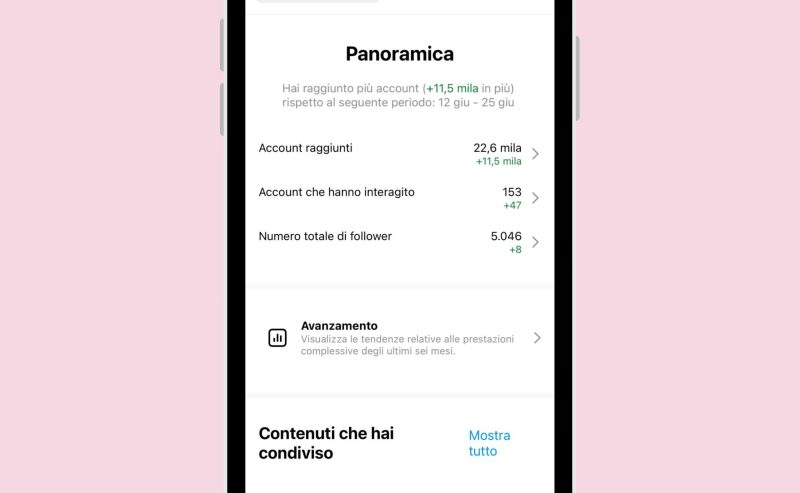 Panoramica
Hai raggiunto più account (+11,5 mila in più)
rispetto al seguente periodo: 12 giu - 25 giu
Account raggiunti
22,6 mila
+11,5 mila
Account che hanno interagito
153
+47
Numero totale di follower
5.046
+8
Avanzamento
Visualizza le tendenze relative alle prestazioni
complessive degli ultimi sei mesi.
Contenuti che hai
condiviso
Mostra
tutto